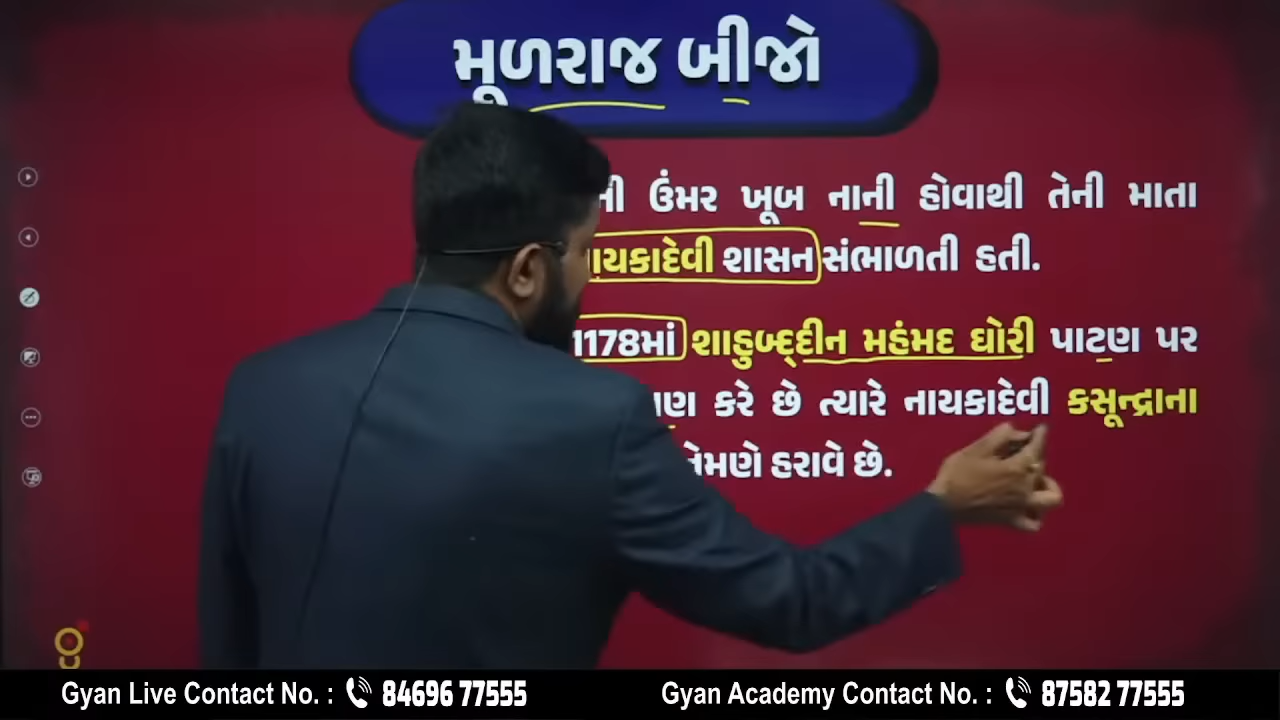 મૂળરાજ બીજો
ઉંમર ખૂબ નાની હોવાથી તેની માતા
નાયકાદેવી શાસન સંભાળતી હતી.
1178માં શાહુબ્દ્દીન મહંમદ ઘોરી પાટણ પર
કરે છે ત્યારે નાયકાદેવી કસૂન્દ્રાના
તેમણે હરાવે છે.
Gyan Live Contact No. : 84696 77555
Gyan Academy Contact No. : 87582 77555